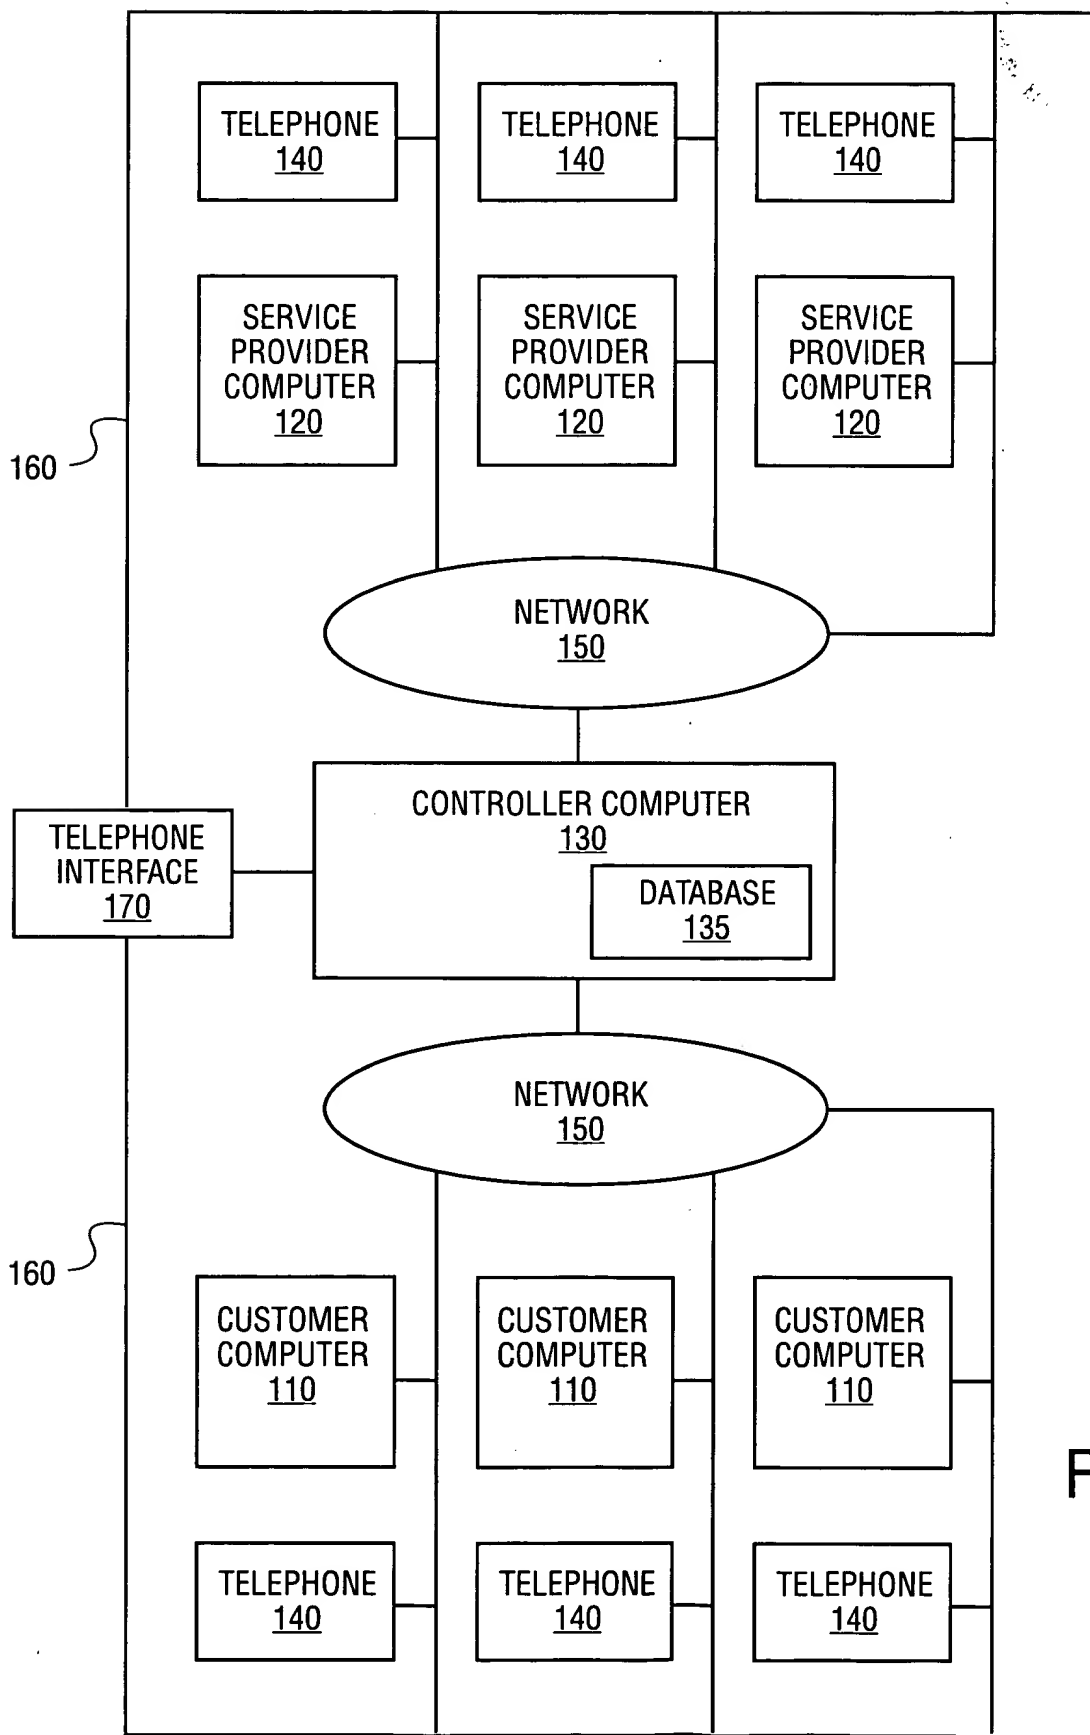 TELEPHONE
140
TELEPHONE
140
TELEPHONE
140
SERVICE
PROVIDER
COMPUTER
120
SERVICE
PROVIDER
COMPUTER
120
SERVICE
PROVIDER
COMPUTER
120
160
NETWORK
150
CONTROLLER COMPUTER
130
DATABASE
135
TELEPHONE
INTERFACE
170
NETWORK
150
160
CUSTOMER
COMPUTER
110
CUSTOMER
COMPUTER
110
CUSTOMER
COMPUTER
110
TELEPHONE
140
TELEPHONE
140
TELEPHONE
140